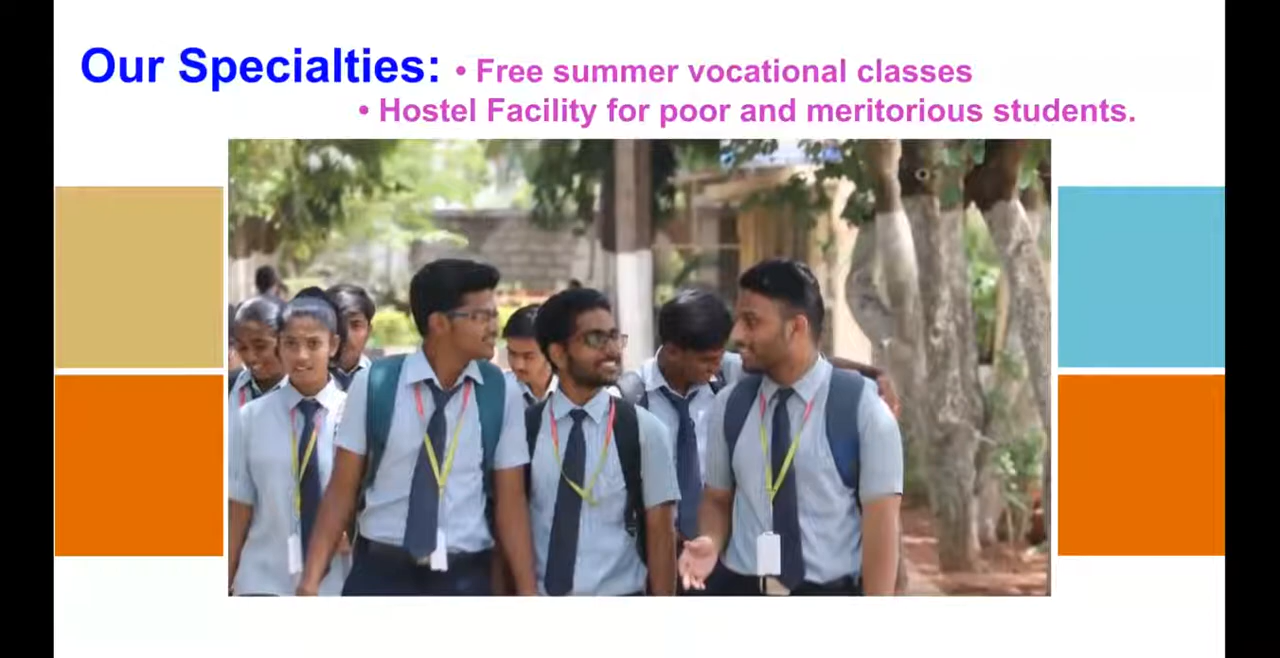 Our Specialties: • Free summer vocational classes
• Hostel Facility for poor and meritorious students.